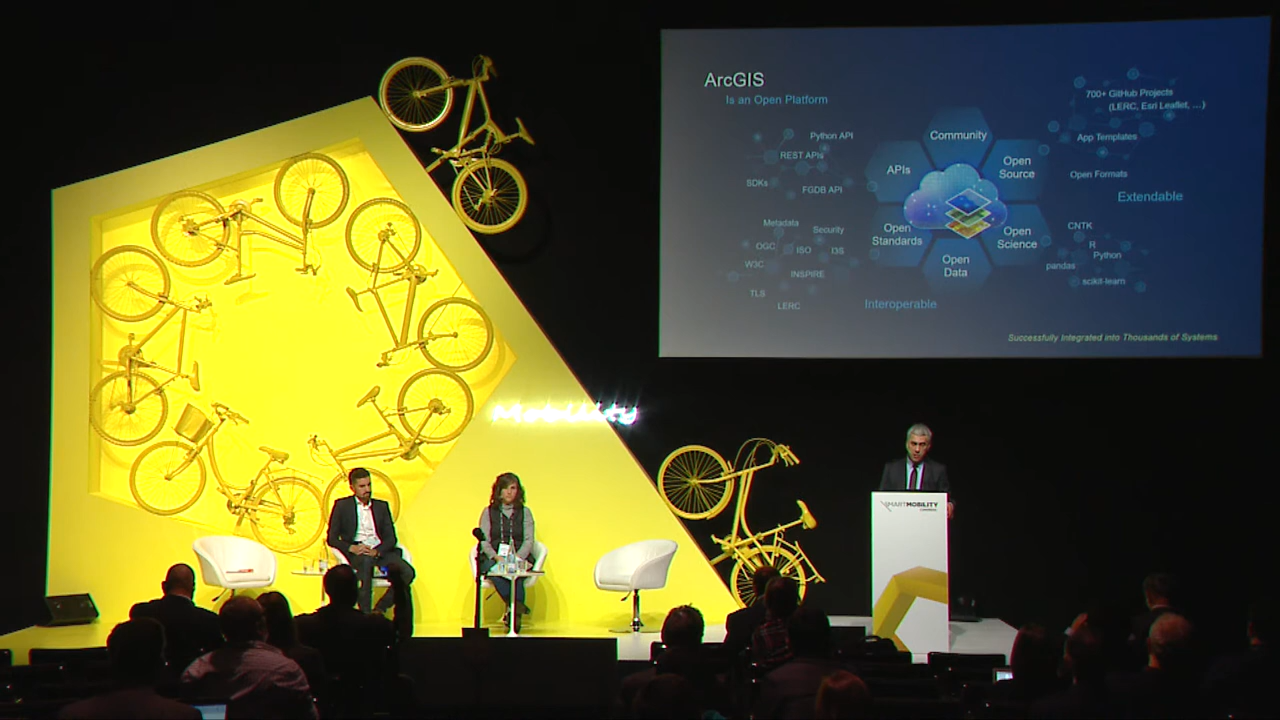 ArcGIS
Is an Open Platform
Python API
REST APIs
SDKs
FGDB API
Metadata
Security
OGC
ISO
I3S
W3C
INSPIRE
TLS
LERC
Community
APIs
Open
Source
Open
Standards
Open
Science
Open
Data
Interoperable
700+ GitHub Projects
(LERC, Esri Leaflet, ...)
App Templates
Open Formats
Extendable
CNTK
R
Python
pandas
scikit-learn
Successfully Integrated into Thousands of Systems
Mobility
SMARTMOBILITY